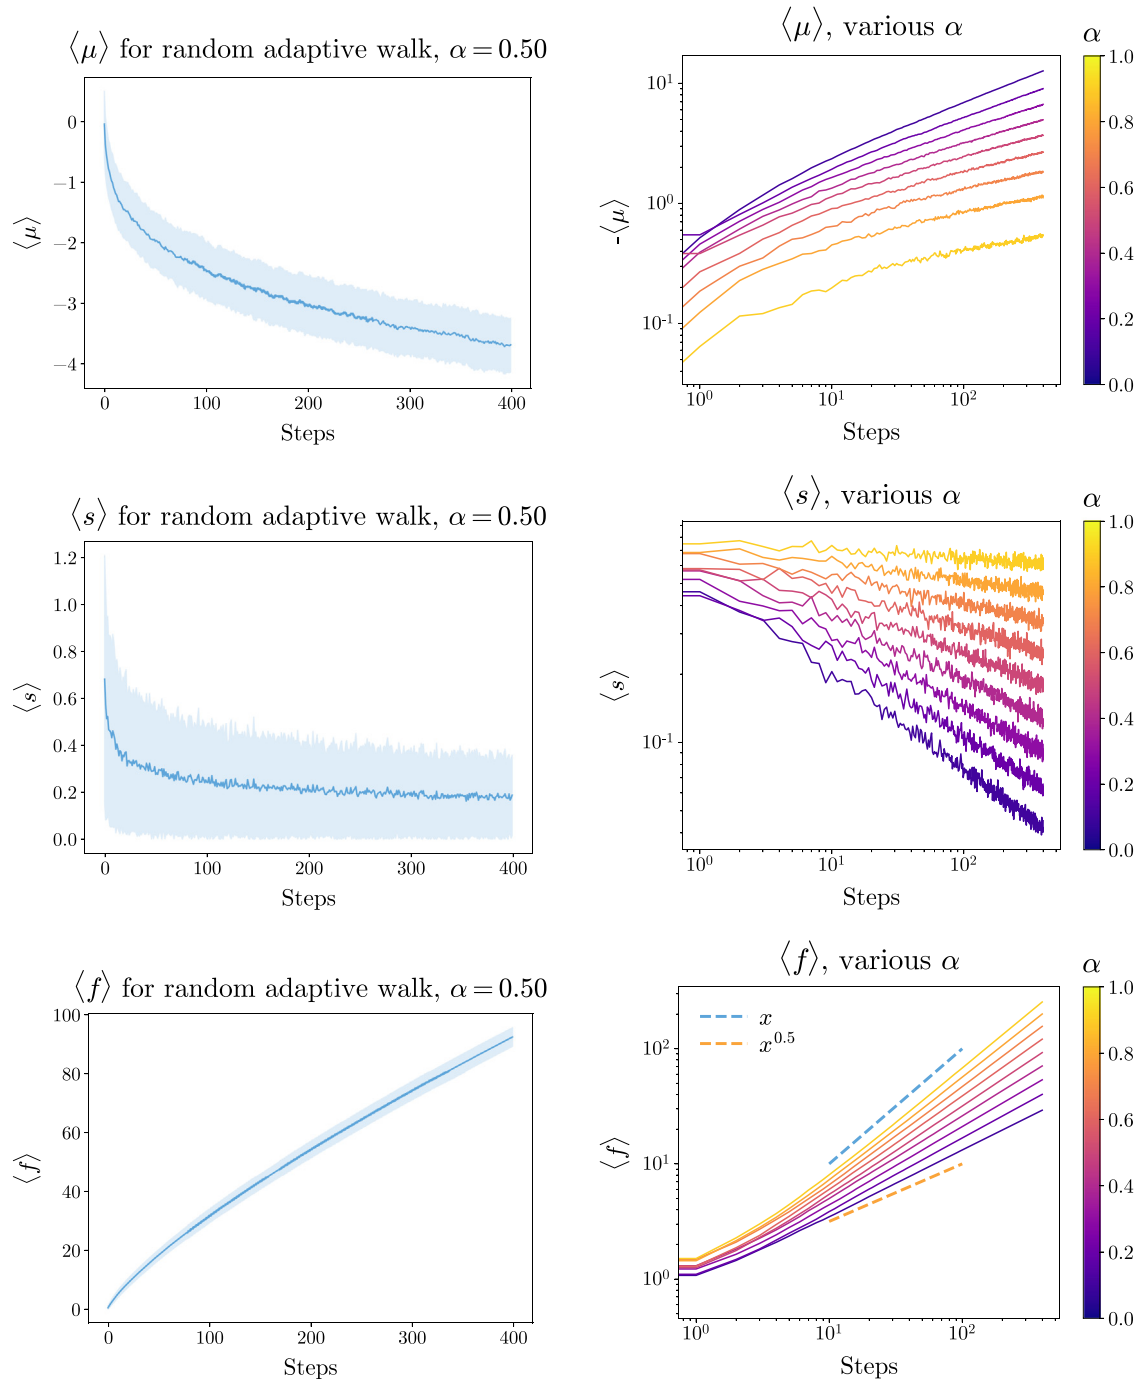 ⟨μ⟩ for random adaptive walk, α = 0.50
0
−1
−2
−3
−4
⟨μ⟩
0
100
200
300
400
Steps
⟨μ⟩, various α
10¹
10⁰
10⁻¹
-⟨μ⟩
10⁰
10¹
10²
Steps
α
1.0
0.8
0.6
0.4
0.2
0.0
⟨s⟩ for random adaptive walk, α = 0.50
1.2
1.0
0.8
0.6
0.4
0.2
0.0
⟨s⟩
0
100
200
300
400
Steps
⟨s⟩, various α
10⁻¹
⟨s⟩
10⁰
10¹
10²
Steps
α
1.0
0.8
0.6
0.4
0.2
0.0
⟨f⟩ for random adaptive walk, α = 0.50
100
80
60
40
20
0
⟨f⟩
0
100
200
300
400
Steps
⟨f⟩, various α
x
x⁰·⁵
10²
10¹
10⁰
⟨f⟩
10⁰
10¹
10²
Steps
α
1.0
0.8
0.6
0.4
0.2
0.0